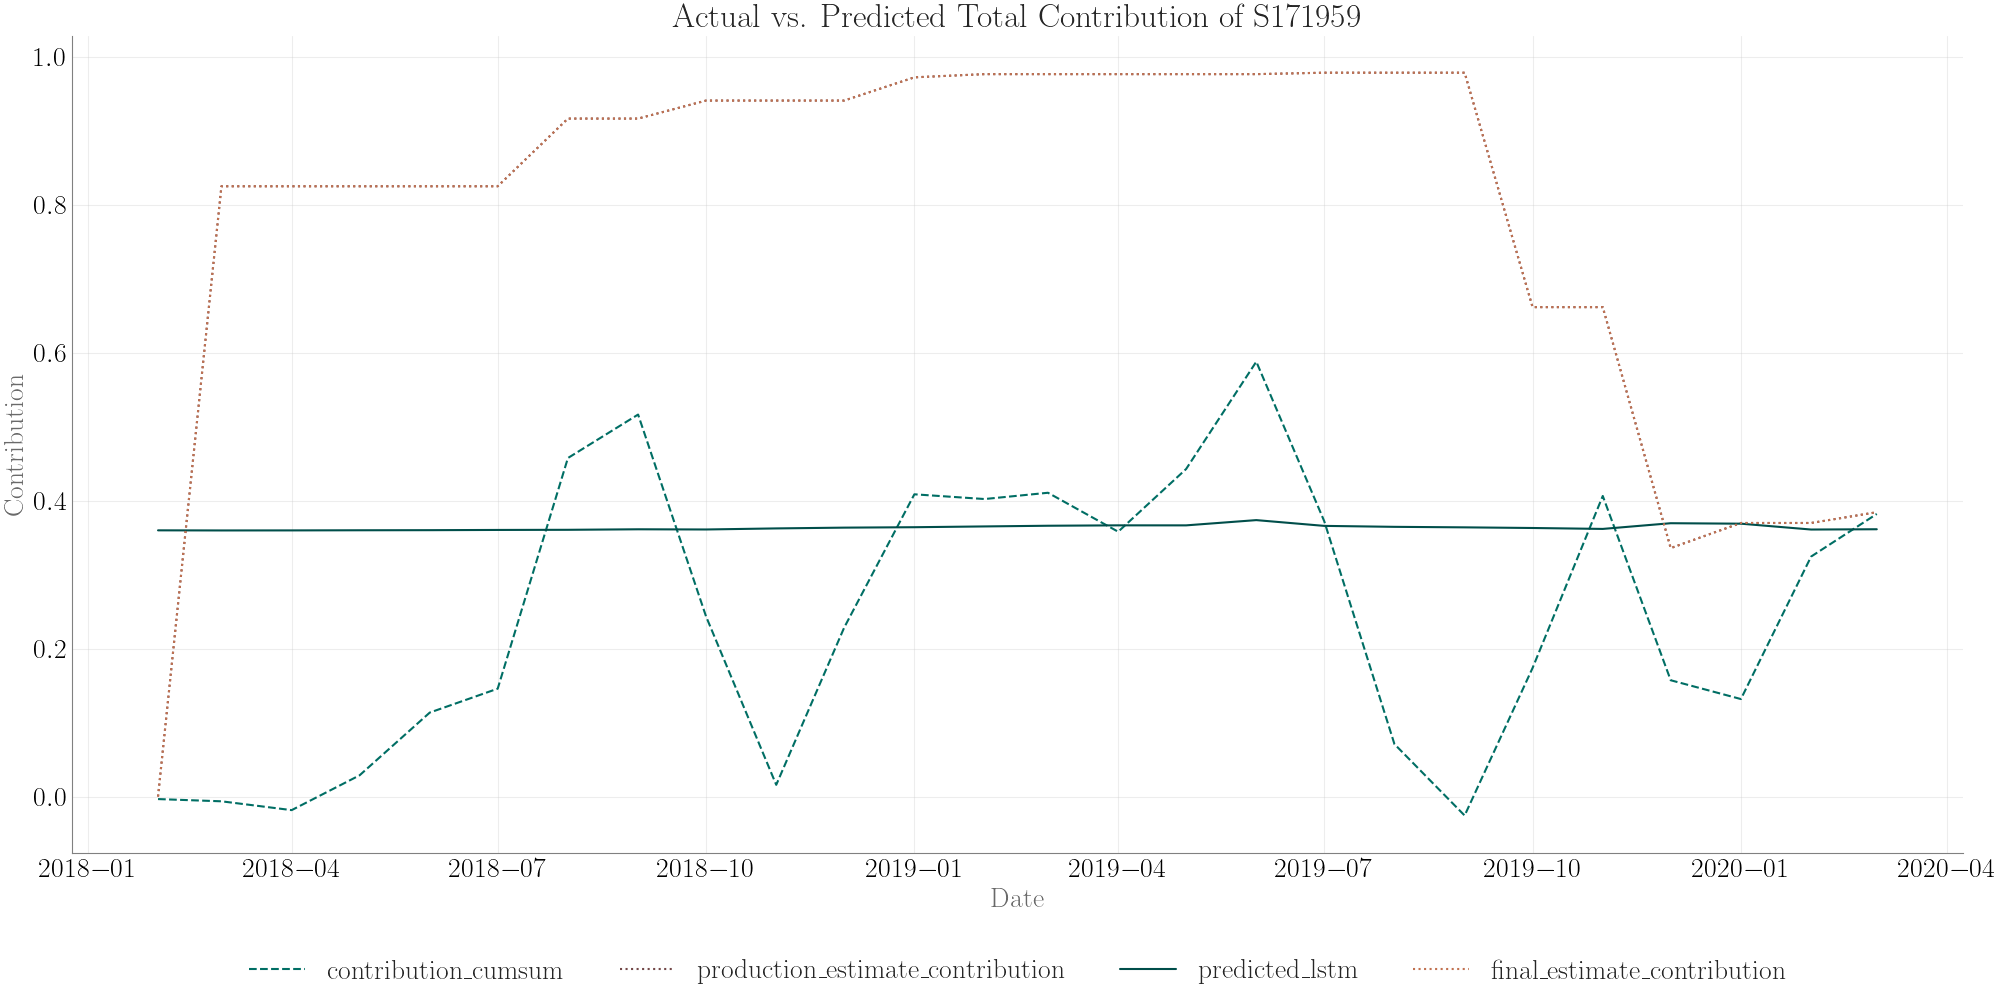 Actual vs. Predicted Total Contribution of S171959
1.0
0.8
0.6
0.4
0.2
0.0
Contribution
2018−01 2018−04 2018−07 2018−10 2019−01 2019−04 2019−07 2019−10 2020−01 2020−04
Date
contribution_cumsum production_estimate_contribution predicted_lstm final_estimate_contribution